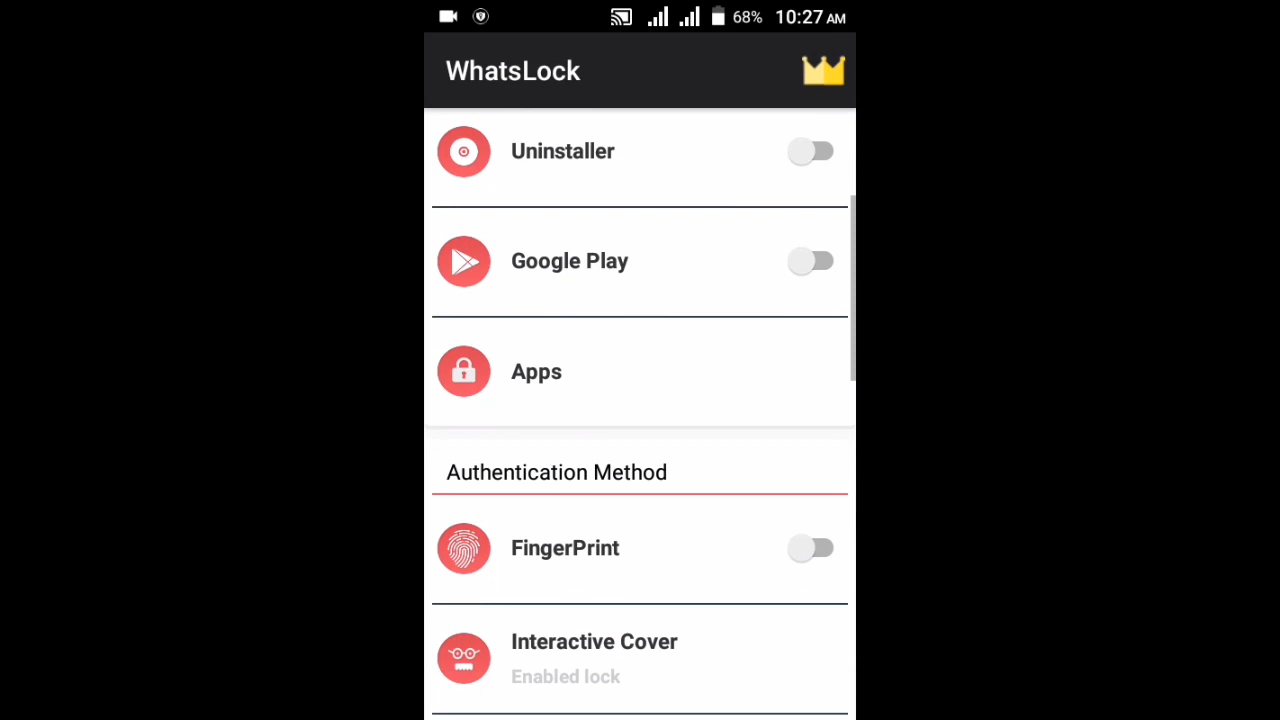 68% 10:27 AM
WhatsLock
Uninstaller
Google Play
Apps
Authentication Method
FingerPrint
Interactive Cover
Enabled lock